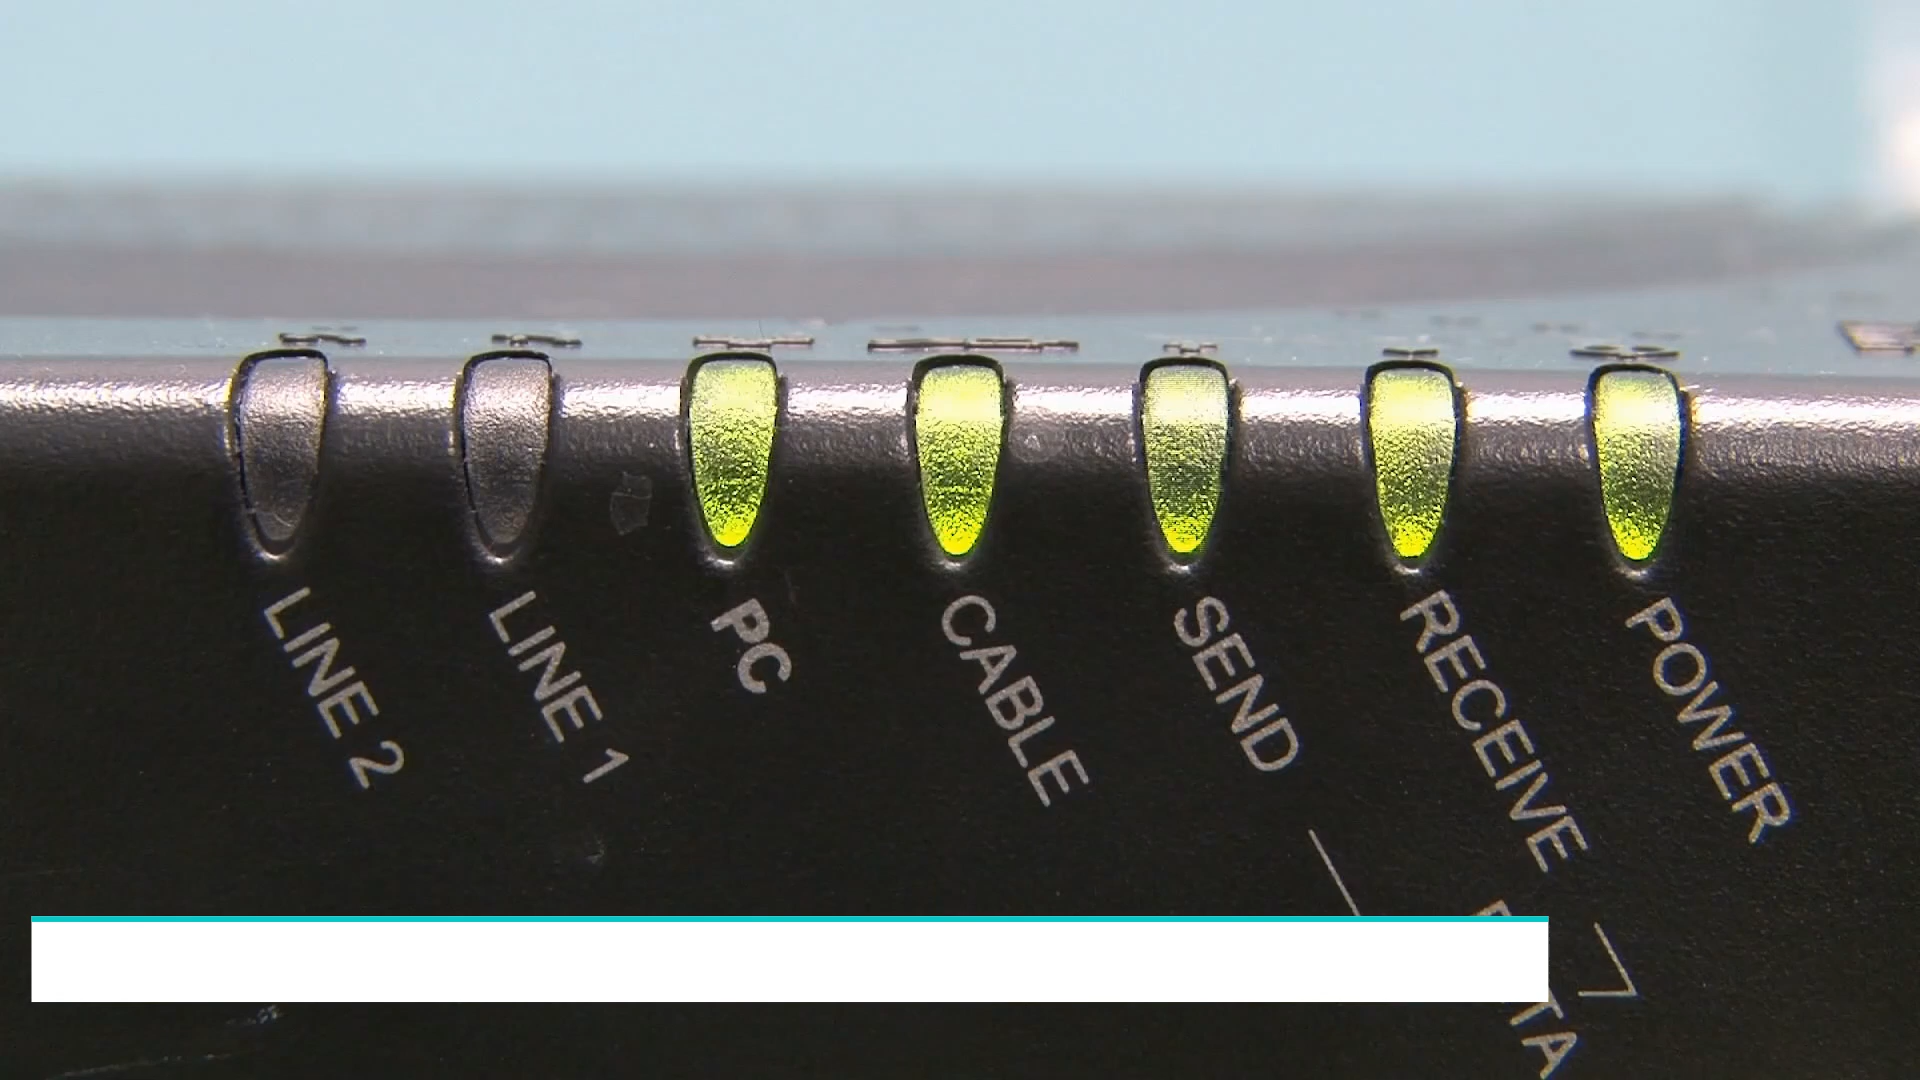 LINE 2
LINE 1
PC
CABLE
SEND
RECEIVE
POWER